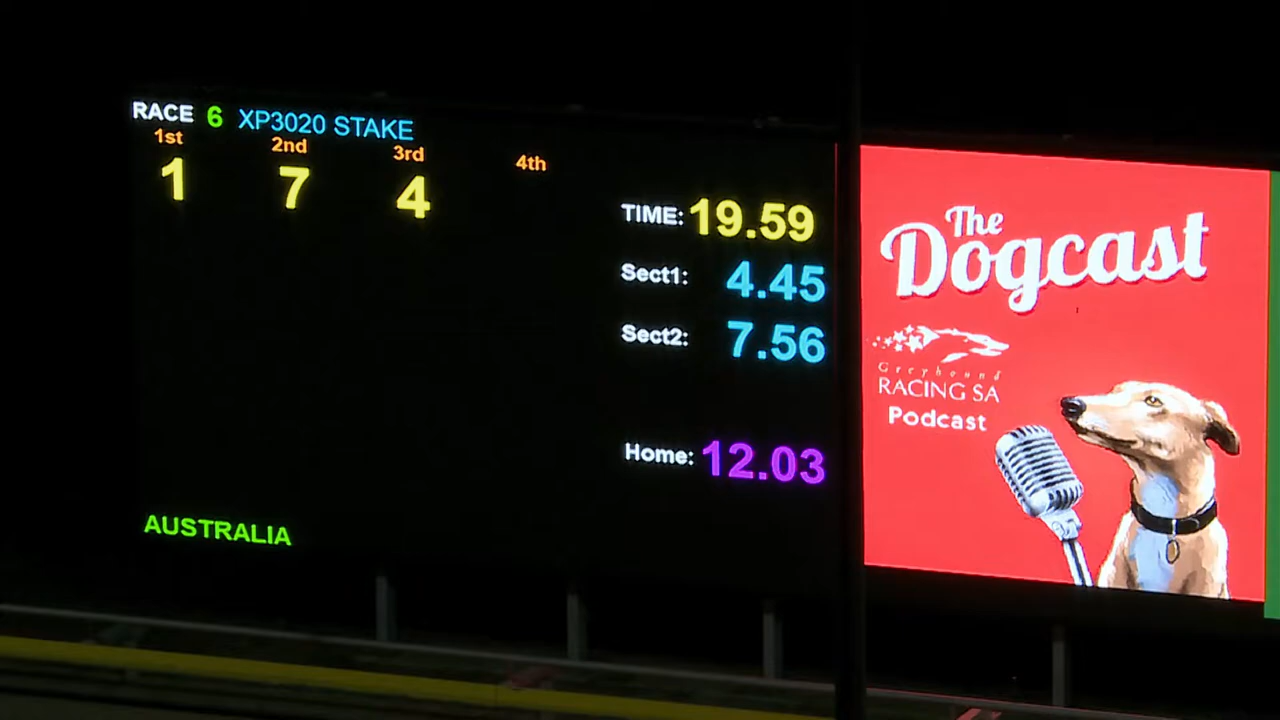 RACE 6 XP3020 STAKE
1st 2nd 3rd 4th
1 7 4
TIME: 19.59
Sect1: 4.45
Sect2: 7.56
Home: 12.03
AUSTRALIA
The
Dogcast
Greyhound
RACING SA
Podcast